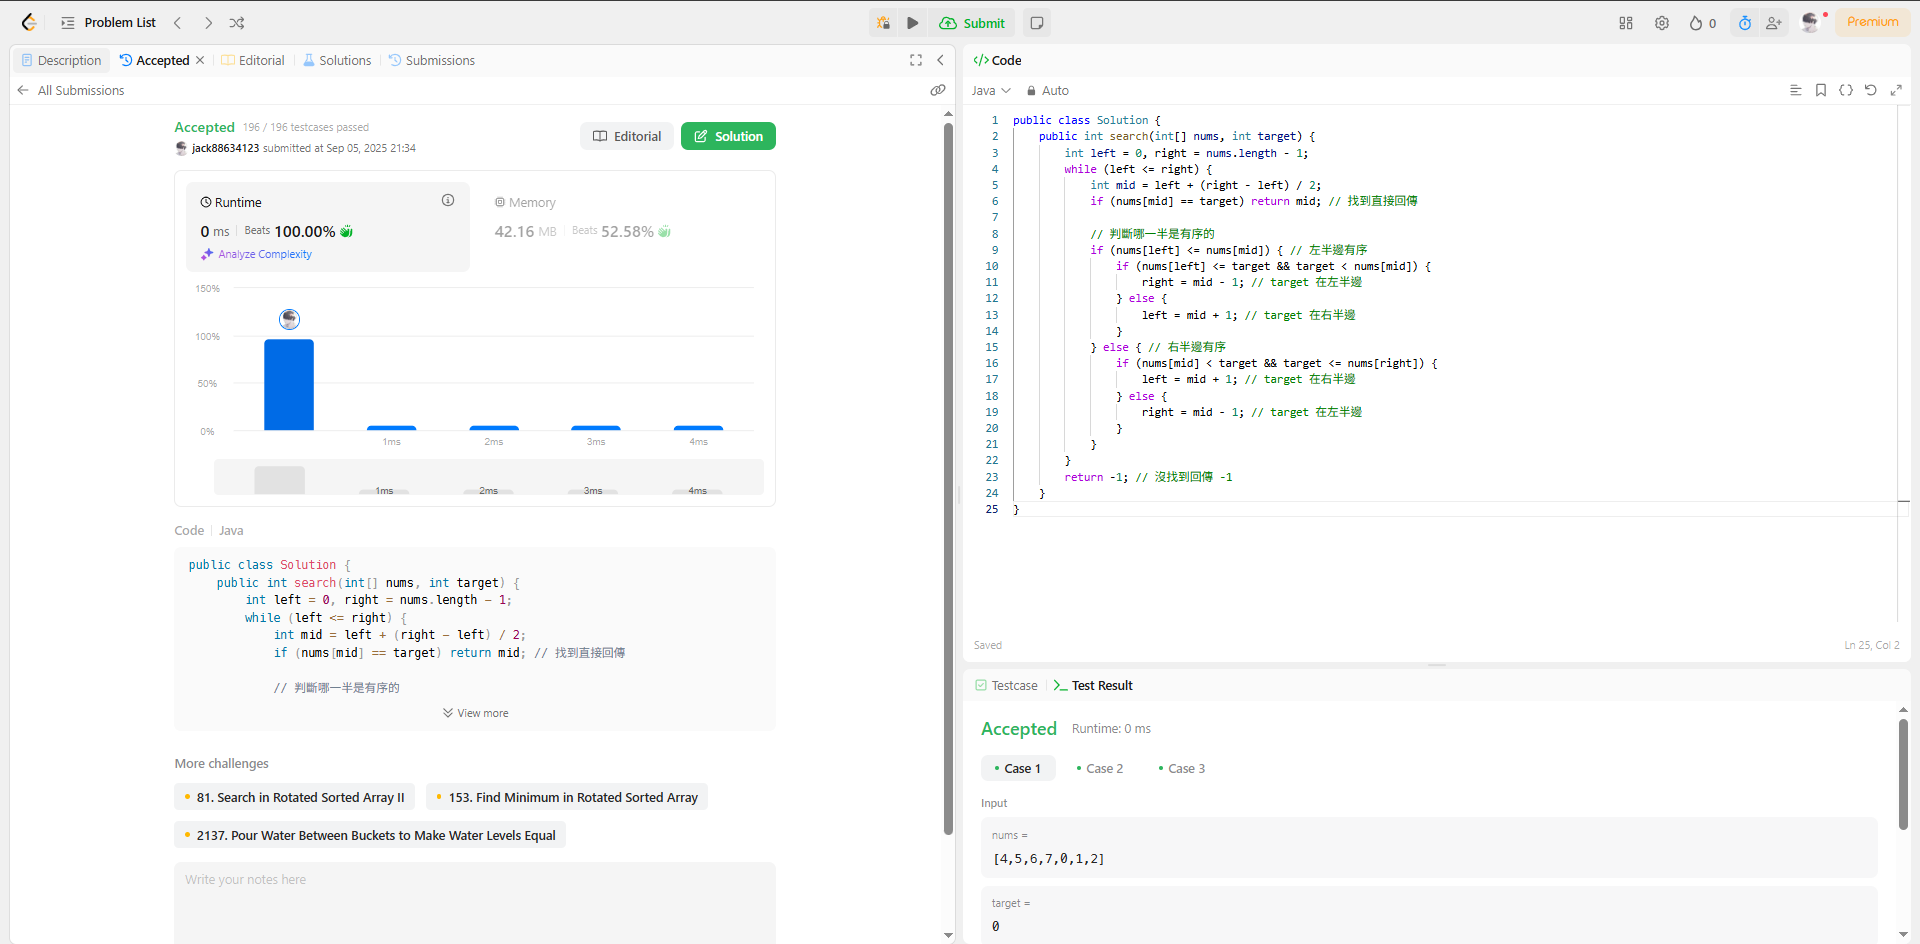 Problem List
Submit
0
Premium
Description
Accepted
Editorial
Solutions
Submissions
All Submissions
Accepted 196 / 196 testcases passed
jack88634123 submitted at Sep 05, 2025 21:34
Editorial
Solution
Runtime
0 ms Beats 100.00%
Analyze Complexity
Memory
42.16 MB Beats 52.58%
150%
100%
50%
0%
1ms 2ms 3ms 4ms
1ms 2ms 3ms 4ms
Code Java
public class Solution {
public int search(int[] nums, int target) {
int left = 0, right = nums.length - 1;
while (left <= right) {
int mid = left + (right - left) / 2;
if (nums[mid] == target) return mid; // 找到直接回傳
// 判斷哪一半是有序的
View more
More challenges
81. Search in Rotated Sorted Array II
153. Find Minimum in Rotated Sorted Array
2137. Pour Water Between Buckets to Make Water Levels Equal
Write your notes here
</> Code
Java Auto
1 public class Solution {
2 public int search(int[] nums, int target) {
3 int left = 0, right = nums.length - 1;
4 while (left <= right) {
5 int mid = left + (right - left) / 2;
6 if (nums[mid] == target) return mid; // 找到直接回傳
7
8 // 判斷哪一半是有序的
9 if (nums[left] <= nums[mid]) { // 左半邊有序
10 if (nums[left] <= target && target < nums[mid]) {
11 right = mid - 1; // target 在左半邊
12 } else {
13 left = mid + 1; // target 在右半邊
14 }
15 } else { // 右半邊有序
16 if (nums[mid] < target && target <= nums[right]) {
17 left = mid + 1; // target 在右半邊
18 } else {
19 right = mid - 1; // target 在左半邊
20 }
21 }
22 }
23 return -1; // 沒找到回傳 -1
24 }
25 }
Saved
Ln 25, Col 2
Testcase
Test Result
Accepted Runtime: 0 ms
Case 1 Case 2 Case 3
Input
nums =
[4,5,6,7,0,1,2]
target =
0